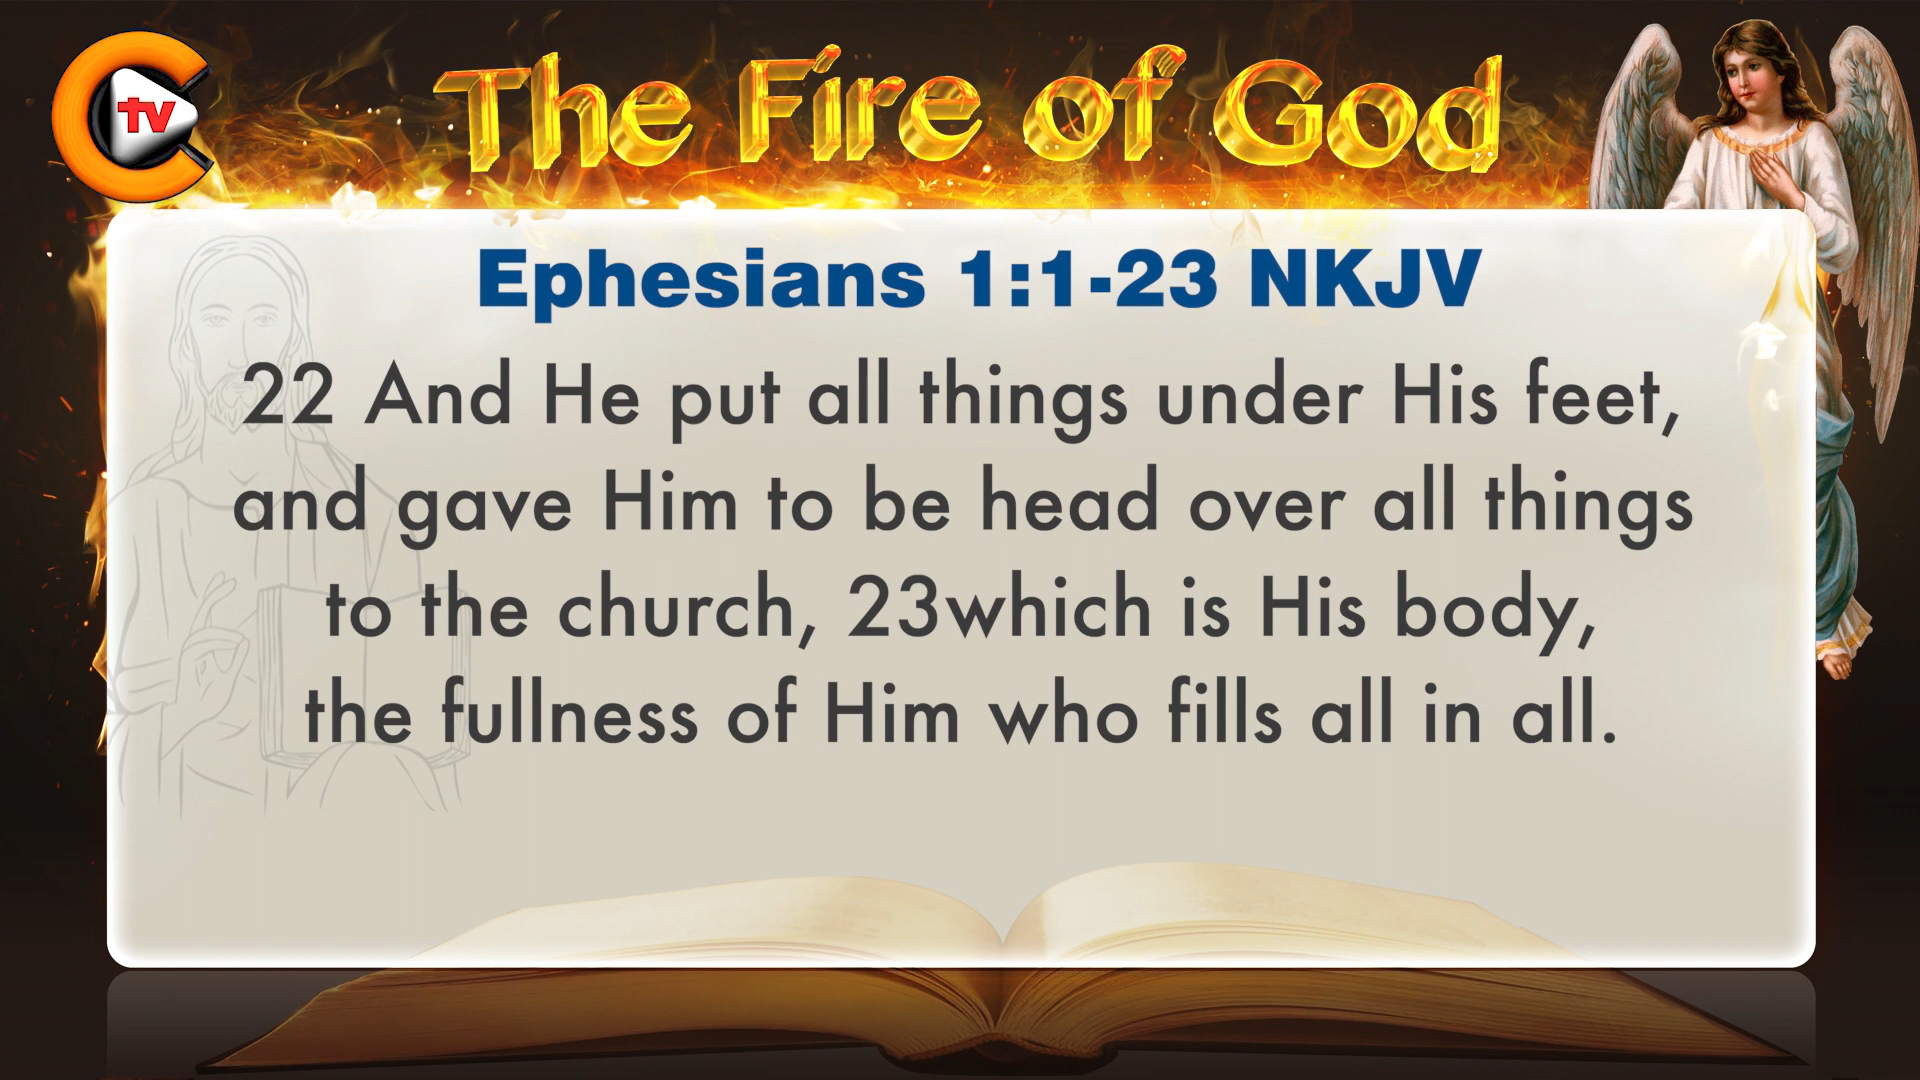 tv
The Fire of God
Ephesians 1:1-23 NKJV
22 And He put all things under His feet,
and gave Him to be head over all things
to the church, 23which is His body,
the fullness of Him who fills all in all.